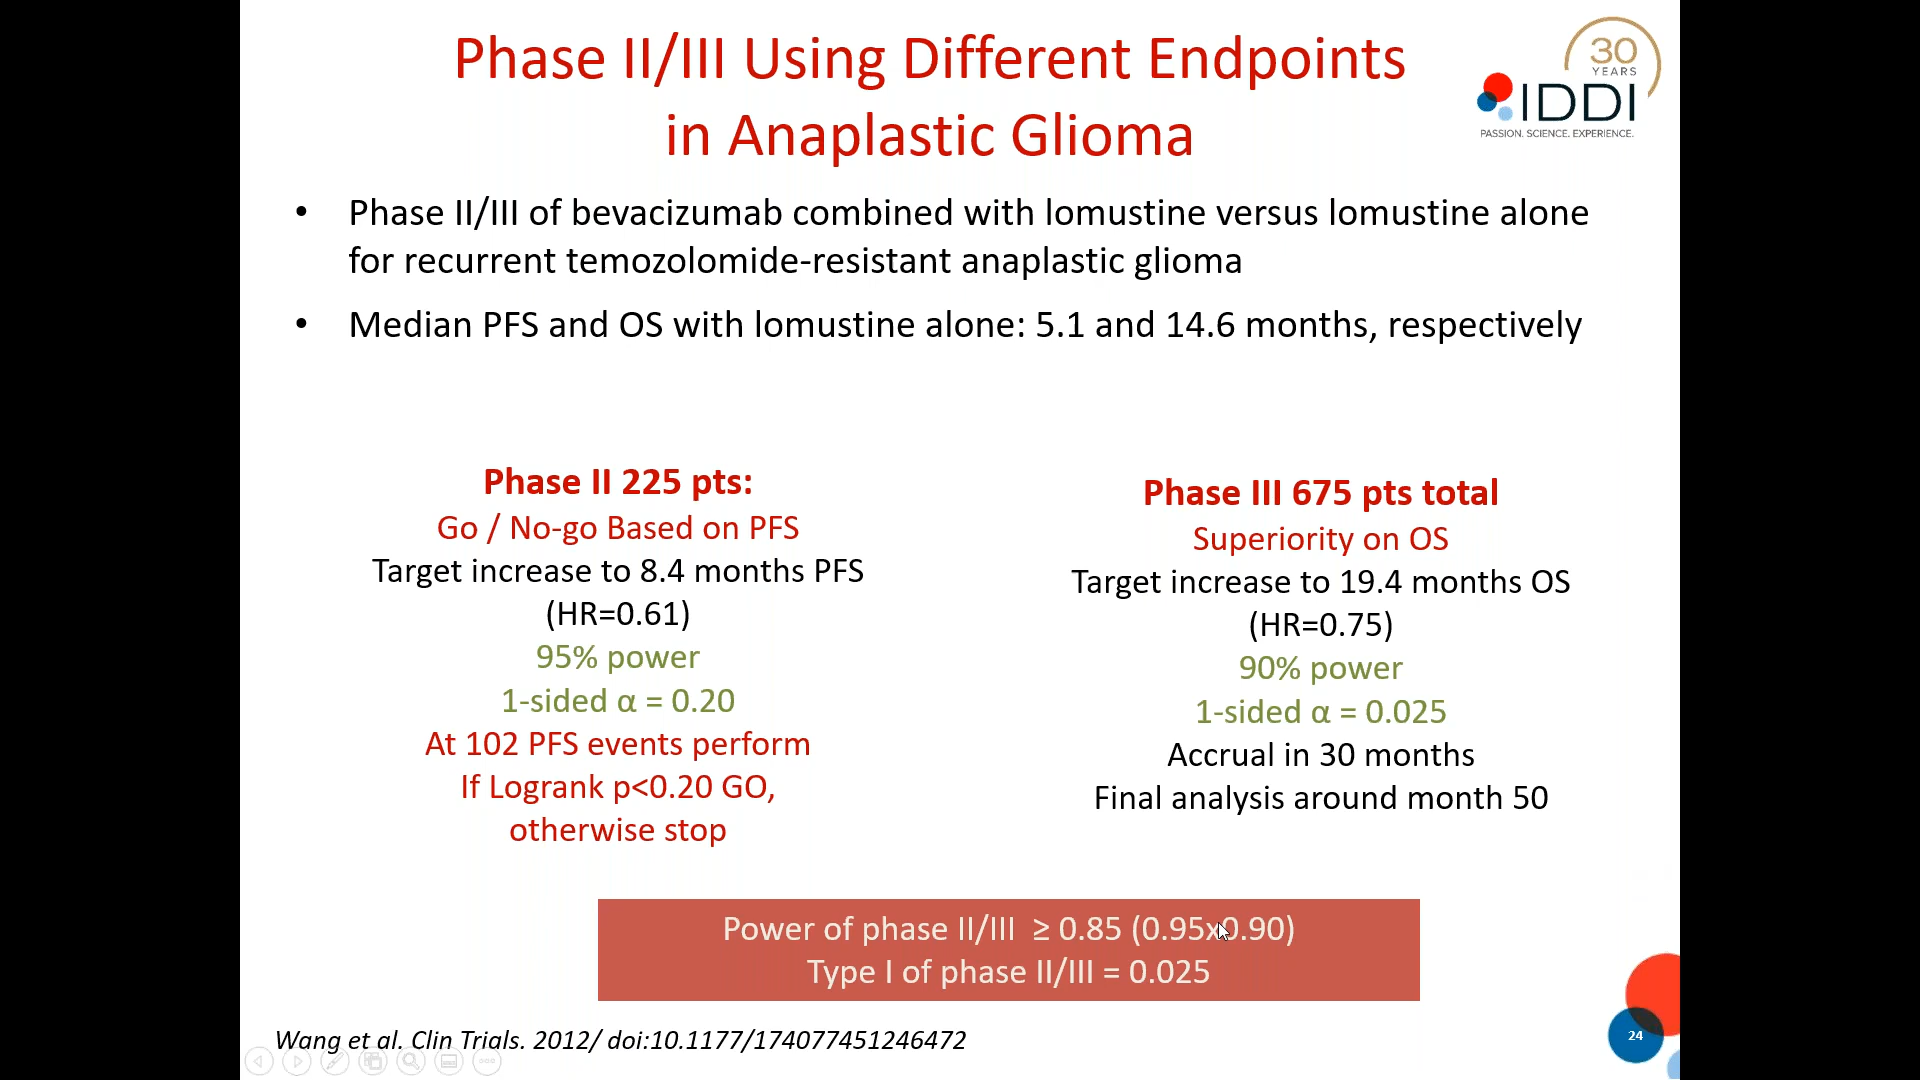 Phase II/III Using Different Endpoints
in Anaplastic Glioma
30
YEARS
IDDI
PASSION. SCIENCE. EXPERIENCE.
• Phase II/III of bevacizumab combined with lomustine versus lomustine alone
for recurrent temozolomide-resistant anaplastic glioma
• Median PFS and OS with lomustine alone: 5.1 and 14.6 months, respectively
Phase II 225 pts:
Go / No-go Based on PFS
Target increase to 8.4 months PFS
(HR=0.61)
95% power
1-sided α = 0.20
At 102 PFS events perform
If Logrank p<0.20 GO,
otherwise stop
Phase III 675 pts total
Superiority on OS
Target increase to 19.4 months OS
(HR=0.75)
90% power
1-sided α = 0.025
Accrual in 30 months
Final analysis around month 50
Power of phase II/III ≥ 0.85 (0.95x0.90)
Type I of phase II/III = 0.025
Wang et al. Clin Trials. 2012/ doi:10.1177/174077451246472
24